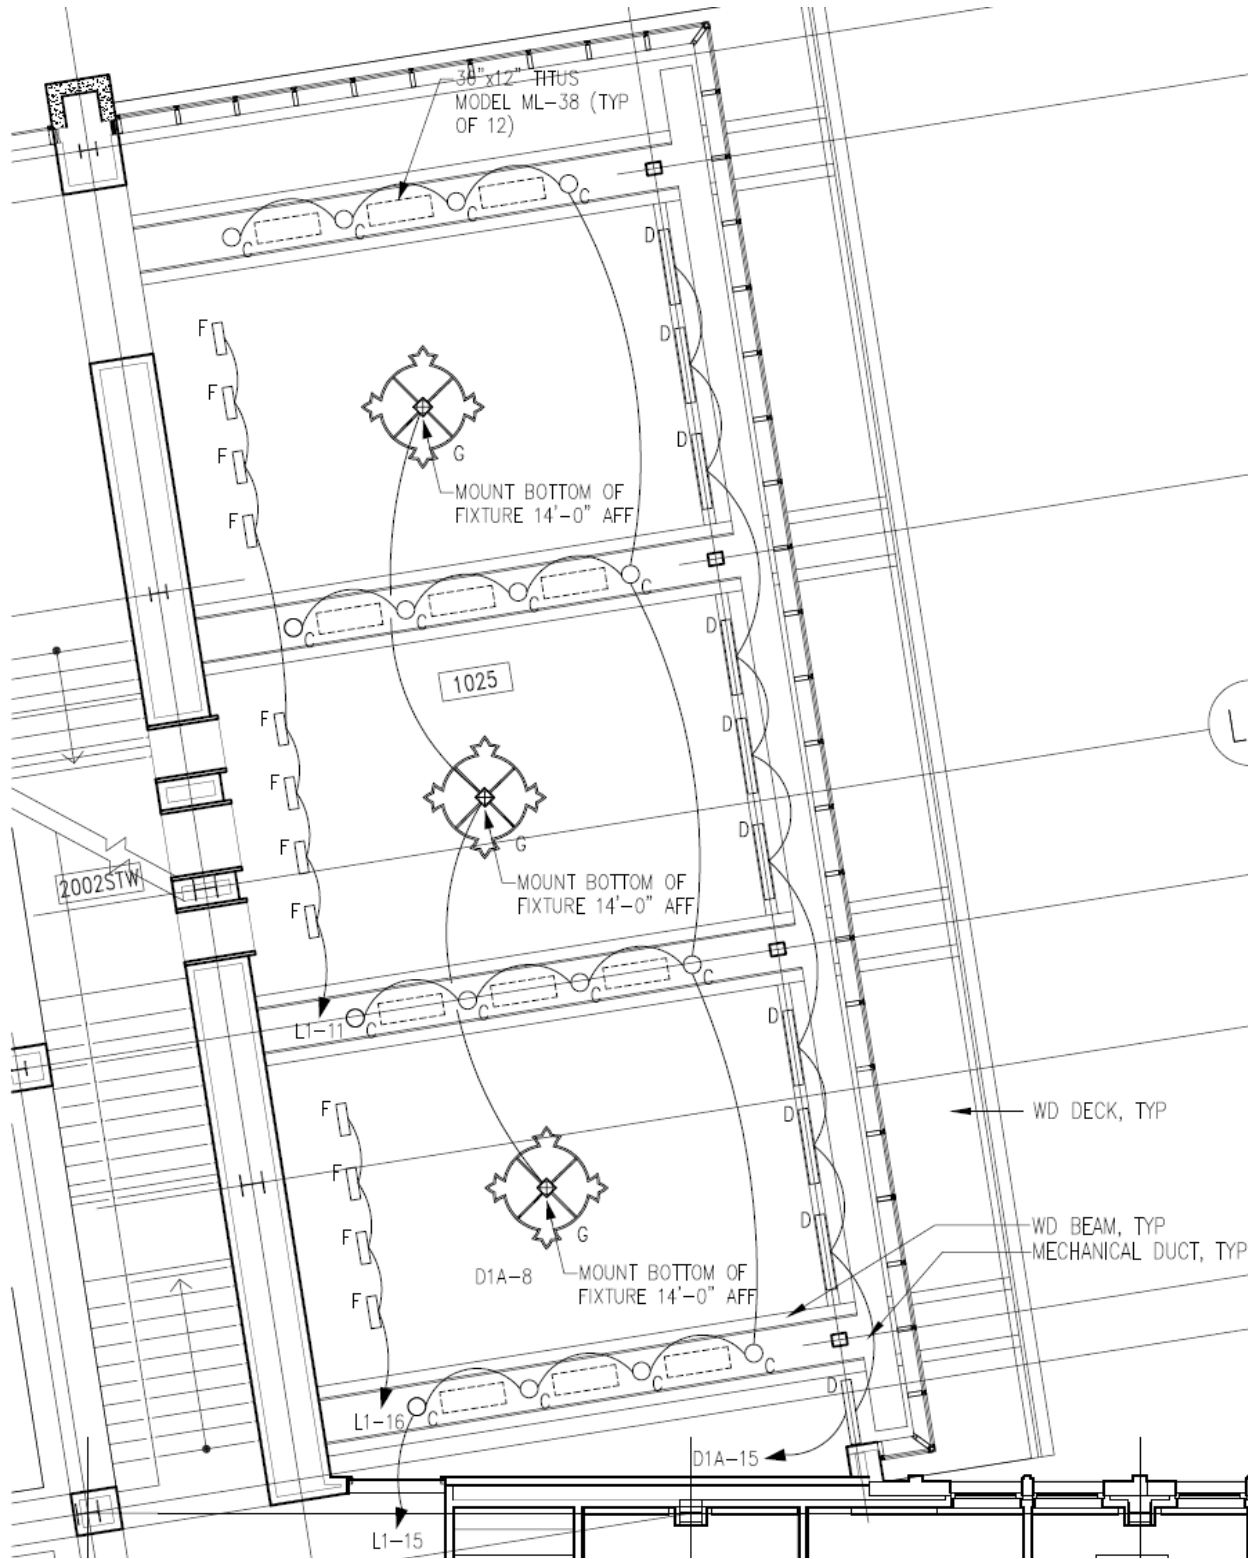 36"x12" TITUS
MODEL ML-38 (TYP
OF 12)
C
C
C
C
D
F
D
F
D
F
G
MOUNT BOTTOM OF
FIXTURE 14'-0" AFF
F
C
C
C
C
D
1025
F
D
F
D
G
F
2002STW
MOUNT BOTTOM OF
FIXTURE 14'-0" AFF
F
L
C
C
C
C
L1-11
D
F
D
WD DECK, TYP
F
D
G
F
WD BEAM, TYP
MECHANICAL DUCT, TYP
D1A-8
MOUNT BOTTOM OF
FIXTURE 14'-0" AFF
F
C
C
C
C
D
L1-16
D1A-15
L1-15